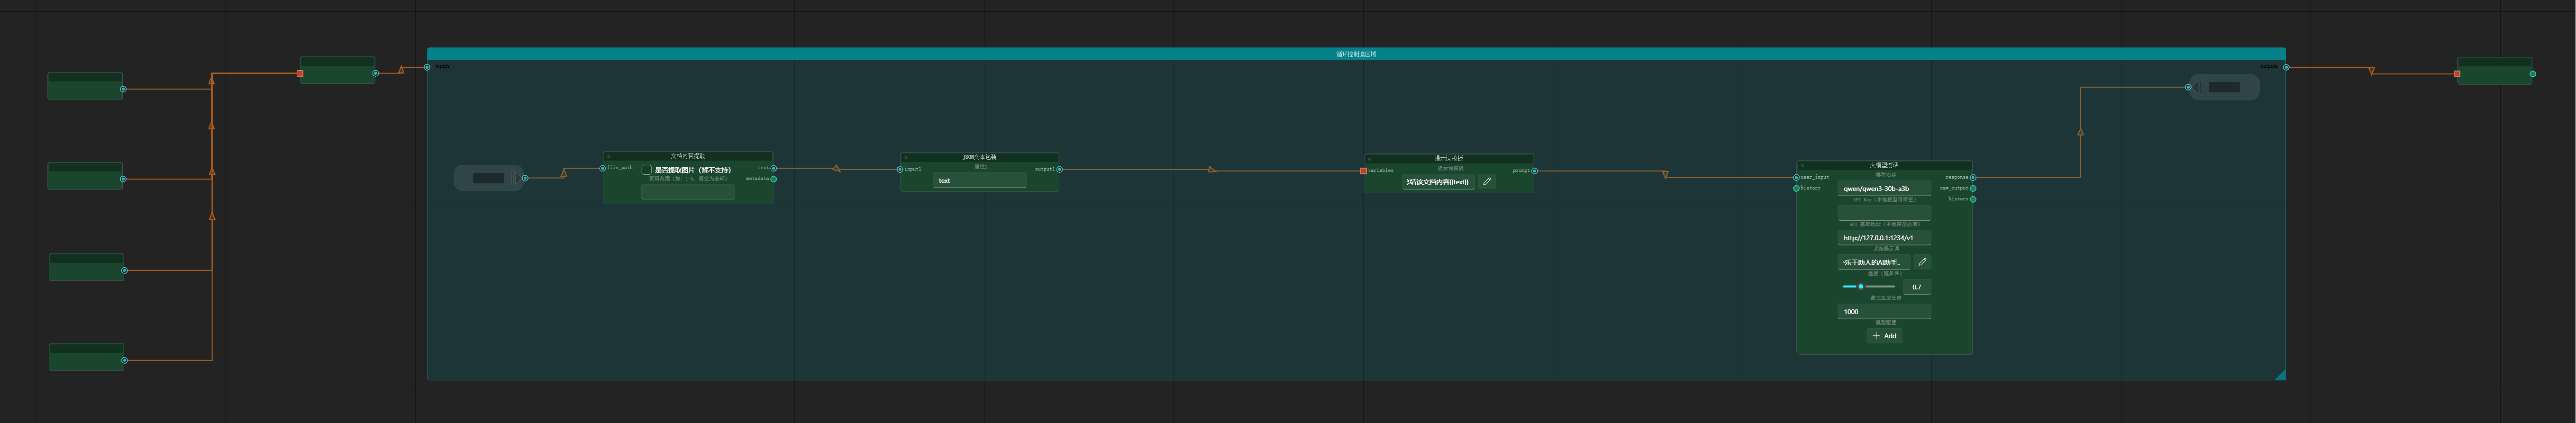 循环控制流区域
inputs
outputs
文档内容提取
file_path
是否提取图片（暂不支持）
text
metadata
页码范围（如: 1-5, 留空为全部）
JSON文本包装
属性1
input1
output1
text
提示词模板
提示词模板
variables
prompt
结该文档内容{{text}}
大模型对话
模型名称
user_input
response
history
qwen/qwen3-30b-a3b
raw_output
API Key（本地模型可留空）
history
API 基础地址（本地模型必填）
http://127.0.0.1:1234/v1
系统提示词
乐于助人的AI助手。
温度（随机性）
0.7
最大生成长度
1000
模型配置
Add